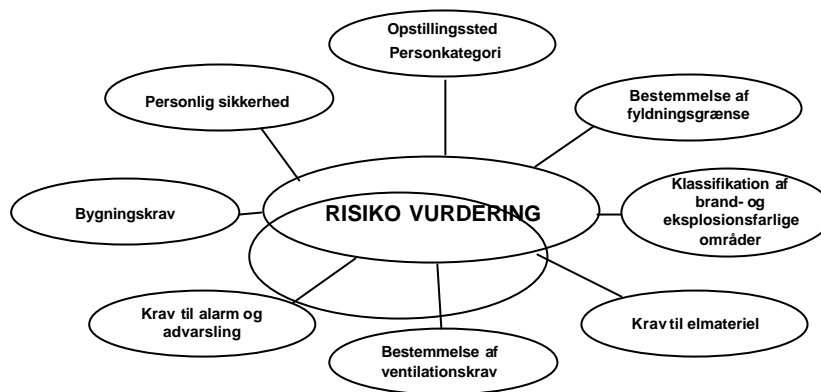 Opstillingssted
Personkategori
Personlig sikkerhed
Bestemmelse af
fyldningsgrænse
Bygningskrav
RISIKO VURDERING
Klassifikation af
brand- og
eksplosionsfarlige
områder
Krav til alarm og
advarsling
Bestemmelse af
ventilationskrav
Krav til elmateriel